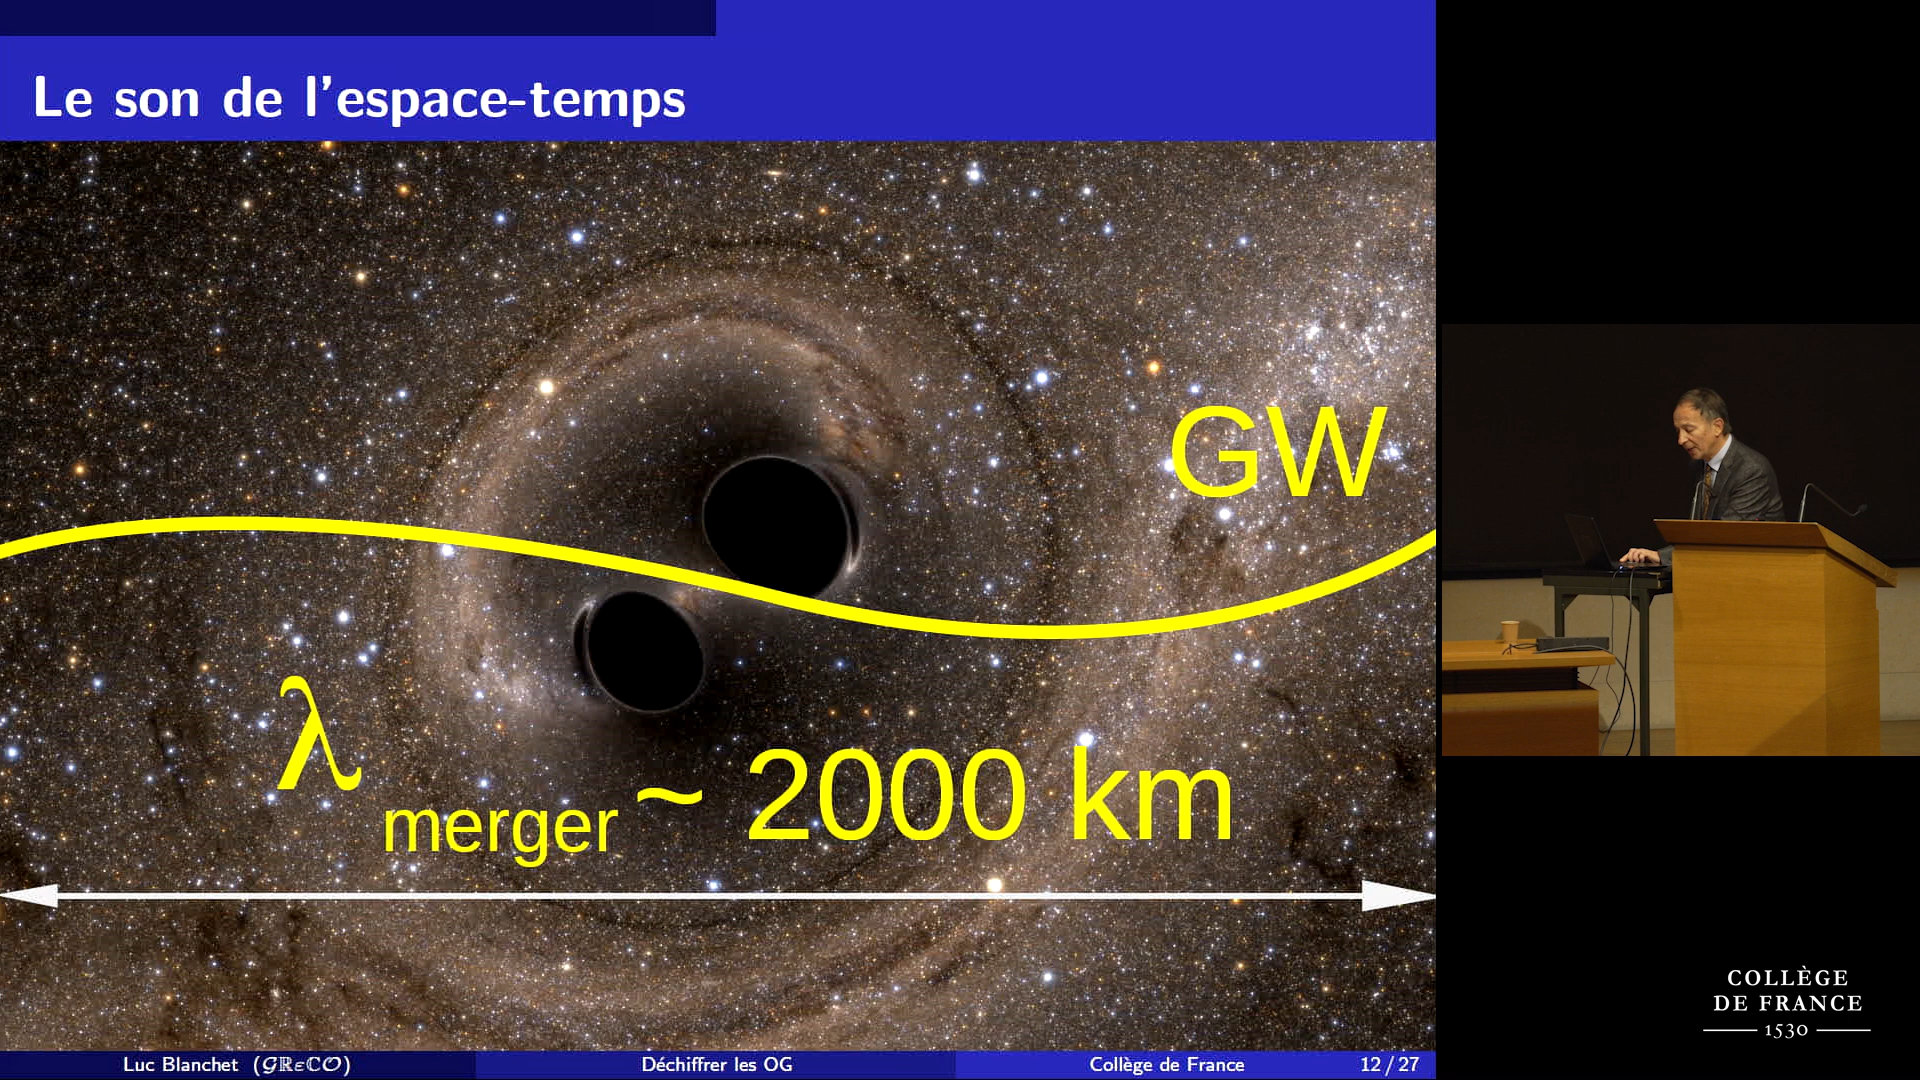 Le son de l'espace-temps
GW
λ merger ~ 2000 km
Luc Blanchet (GRεCO) Déchiffrer les OG Collège de France 12 / 27
COLLÈGE
DE FRANCE
1530